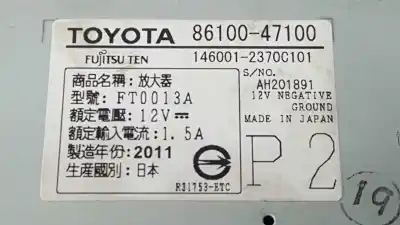 TOYOTA 86100-47100
FUJITSU TEN 146001-2370C101
S/NO.
AH201891
12V NEGATIVE
GROUND
MADE IN JAPAN
商品名稱:放大器
型號:FT0013A
額定電壓:12V⎓
額定輸入電流:1.5A
製造年份:2011
生產國別:日本
R31753-ETC
P2
19